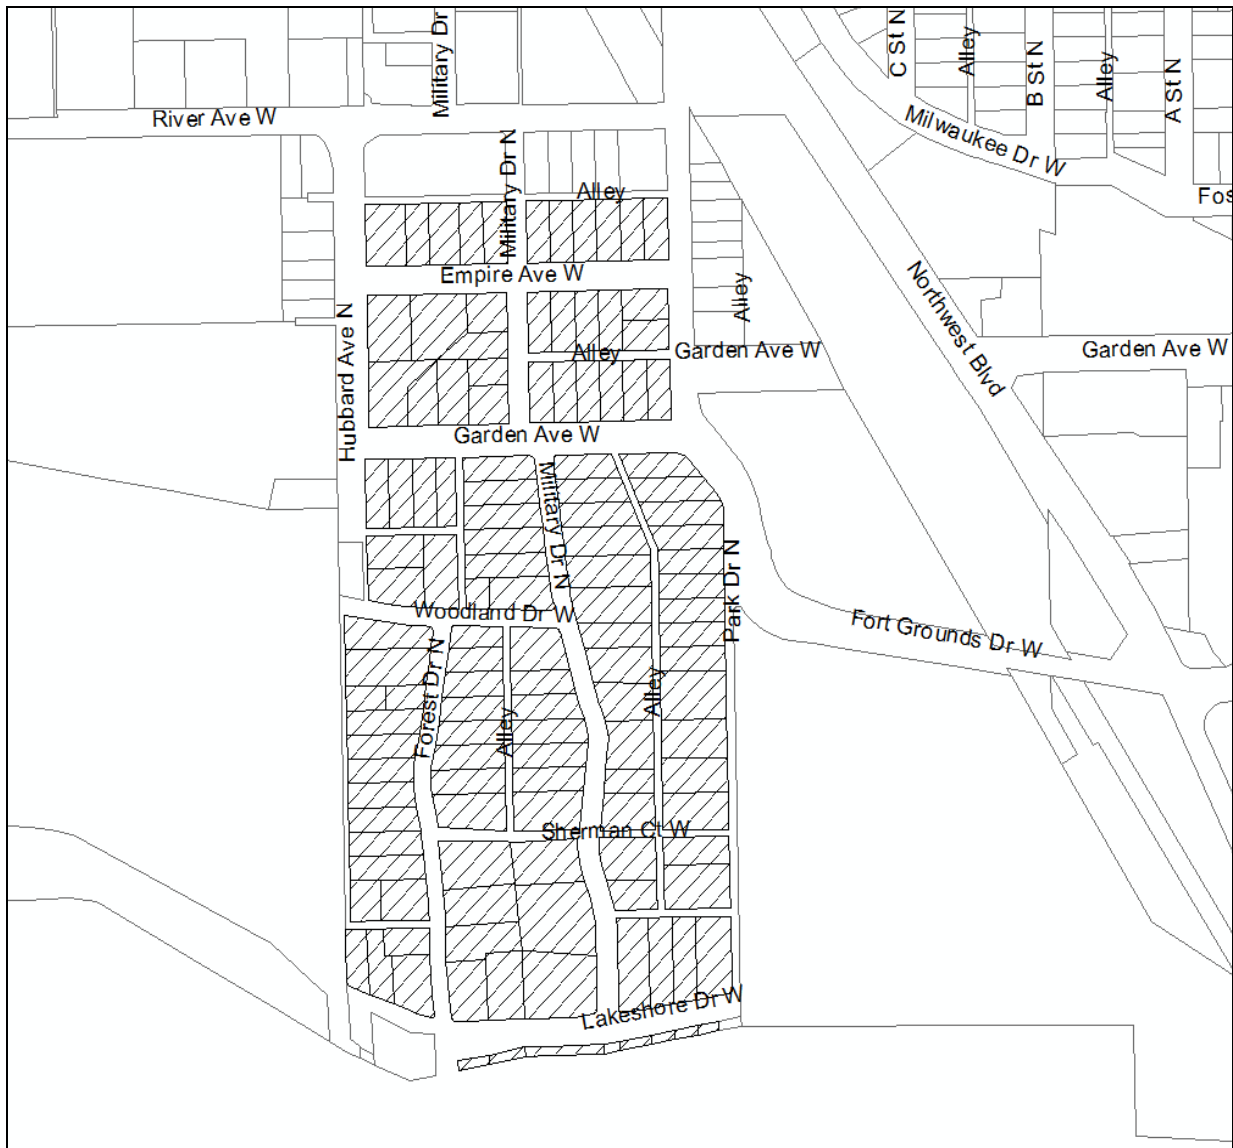 Military Dr
C St N
Alley
B St N
Alley
A St N
River Ave W
Milwaukee Dr W
Military Dr N
Alley
Fos
Empire Ave W
Alley
Northwest Blvd
Hubbard Ave N
Alley
Garden Ave W
Garden Ave W
Garden Ave W
Military Dr N
Park Dr N
Woodland Dr W
Fort Grounds Dr W
Forest Dr N
Alley
Alley
Sherman Ct W
Lakeshore Dr W